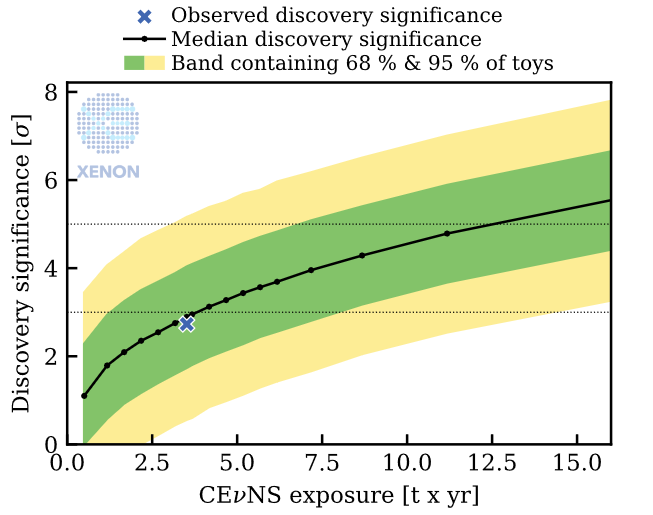 Observed discovery significance
Median discovery significance
Band containing 68 % & 95 % of toys
Discovery significance [σ]
8
6
4
2
0
XENON
0.0 2.5 5.0 7.5 10.0 12.5 15.0
CEνNS exposure [t x yr]